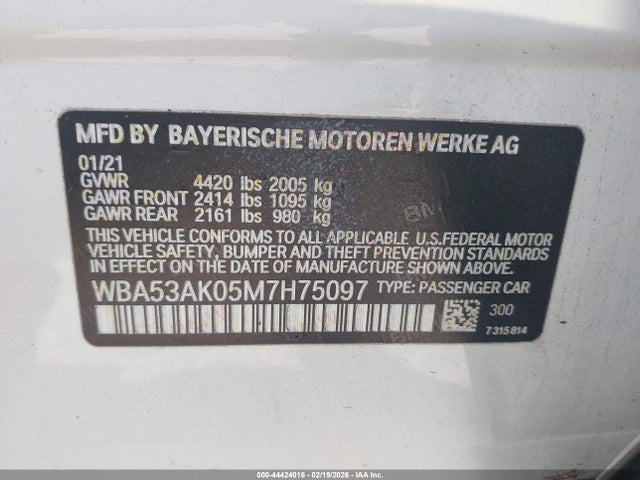 MFD BY BAYERISCHE MOTOREN WERKE AG
01/21
GVWR 4420 lbs 2005 kg
GAWR FRONT 2414 lbs 1095 kg
GAWR REAR 2161 lbs 980 kg
THIS VEHICLE CONFORMS TO ALL APPLICABLE U.S.FEDERAL MOTOR
VEHICLE SAFETY, BUMPER AND THEFT PREVENTION
STANDARDS IN EFFECT ON THE DATE OF MANUFACTURE SHOWN ABOVE.
WBA53AK05M7H75097 TYPE: PASSENGER CAR
300
7315814
000-44424016 - 02/19/2026 - IAAI.COM